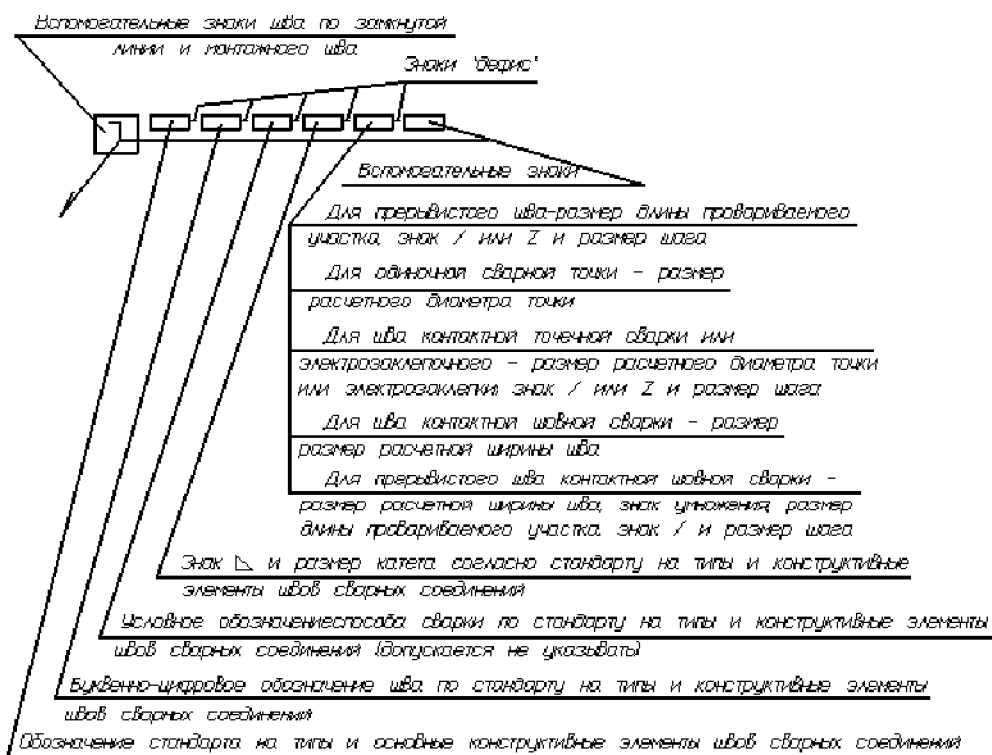 Вспомогательные знаки шва по замкнутой
линии и монтажного шва
Знаки "дефис"
Вспомогательные знаки
Для прерывистого шва-размер длины провариваемого
участка, знак / или Z и размер шага
Для одиночной сварной точки - размер
расчетного диаметра точки
Для шва контактной точечной сварки или
электрозаклепочного - размер расчетного диаметра точки
или электрозаклепки; знак / или Z и размер шага
Для шва контактной шовной сварки - размер
размер расчетной ширины шва
Для прерывистого шва контактной шовной сварки -
размер расчетной ширины шва, знак умножения, размер
длины провариваемого участка, знак / и размер шага
Знак ◺ и размер катета согласно стандарту на типы и конструктивные
элементы швов сварных соединений
Условное обозначениеспособа сварки по стандарту на типы и конструктивные элементы
швов сварных соединений (допускается не указывать)
Буквенно-цифровое обозначение шва по стандарту на типы и конструктивные элементы
швов сварных соединений
Обозначение стандарта на типы и основные конструктивные элементы швов сварных соединений